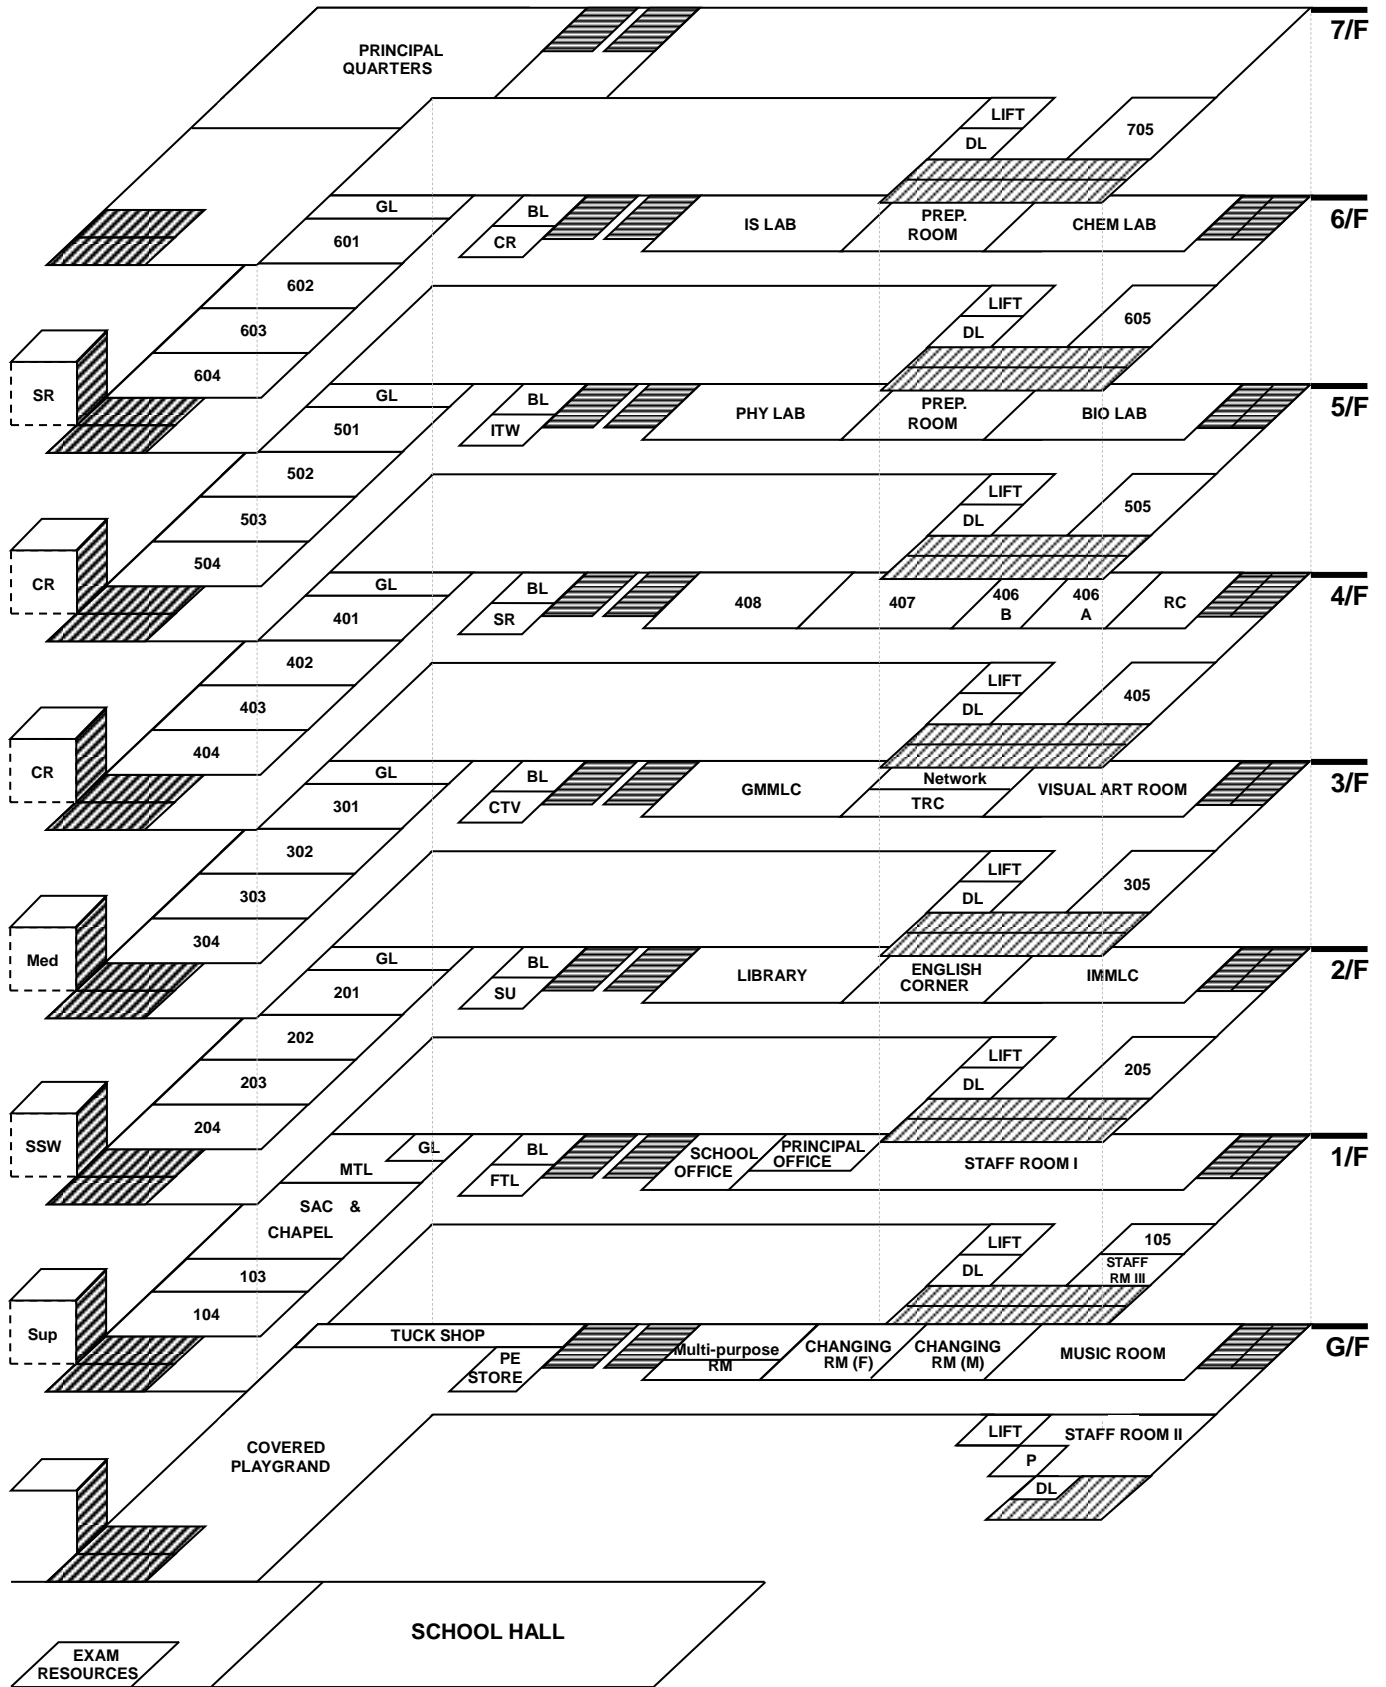 7/F
PRINCIPAL
QUARTERS
LIFT
705
DL
6/F
GL
BL
IS LAB
PREP.
ROOM
CHEM LAB
601
CR
602
LIFT
605
603
DL
604
SR
5/F
GL
BL
PHY LAB
PREP.
ROOM
BIO LAB
501
ITW
502
LIFT
505
503
DL
504
CR
4/F
GL
BL
408
407
406
B
406
A
RC
401
SR
402
LIFT
405
403
DL
404
CR
3/F
GL
BL
GMMLC
Network
TRC
VISUAL ART ROOM
301
CTV
302
LIFT
305
303
DL
304
Med
2/F
GL
BL
LIBRARY
ENGLISH
CORNER
IMMLC
201
SU
202
LIFT
205
203
DL
204
SSW
1/F
GL
BL
SCHOOL
OFFICE
PRINCIPAL
OFFICE
STAFF ROOM I
MTL
FTL
SAC &
CHAPEL
LIFT
105
103
DL
STAFF
RM III
104
Sup
G/F
TUCK SHOP
PE
STORE
Multi-purpose
RM
CHANGING
RM (F)
CHANGING
RM (M)
MUSIC ROOM
COVERED
PLAYGRAND
LIFT
STAFF ROOM II
P
DL
SCHOOL HALL
EXAM
RESOURCES